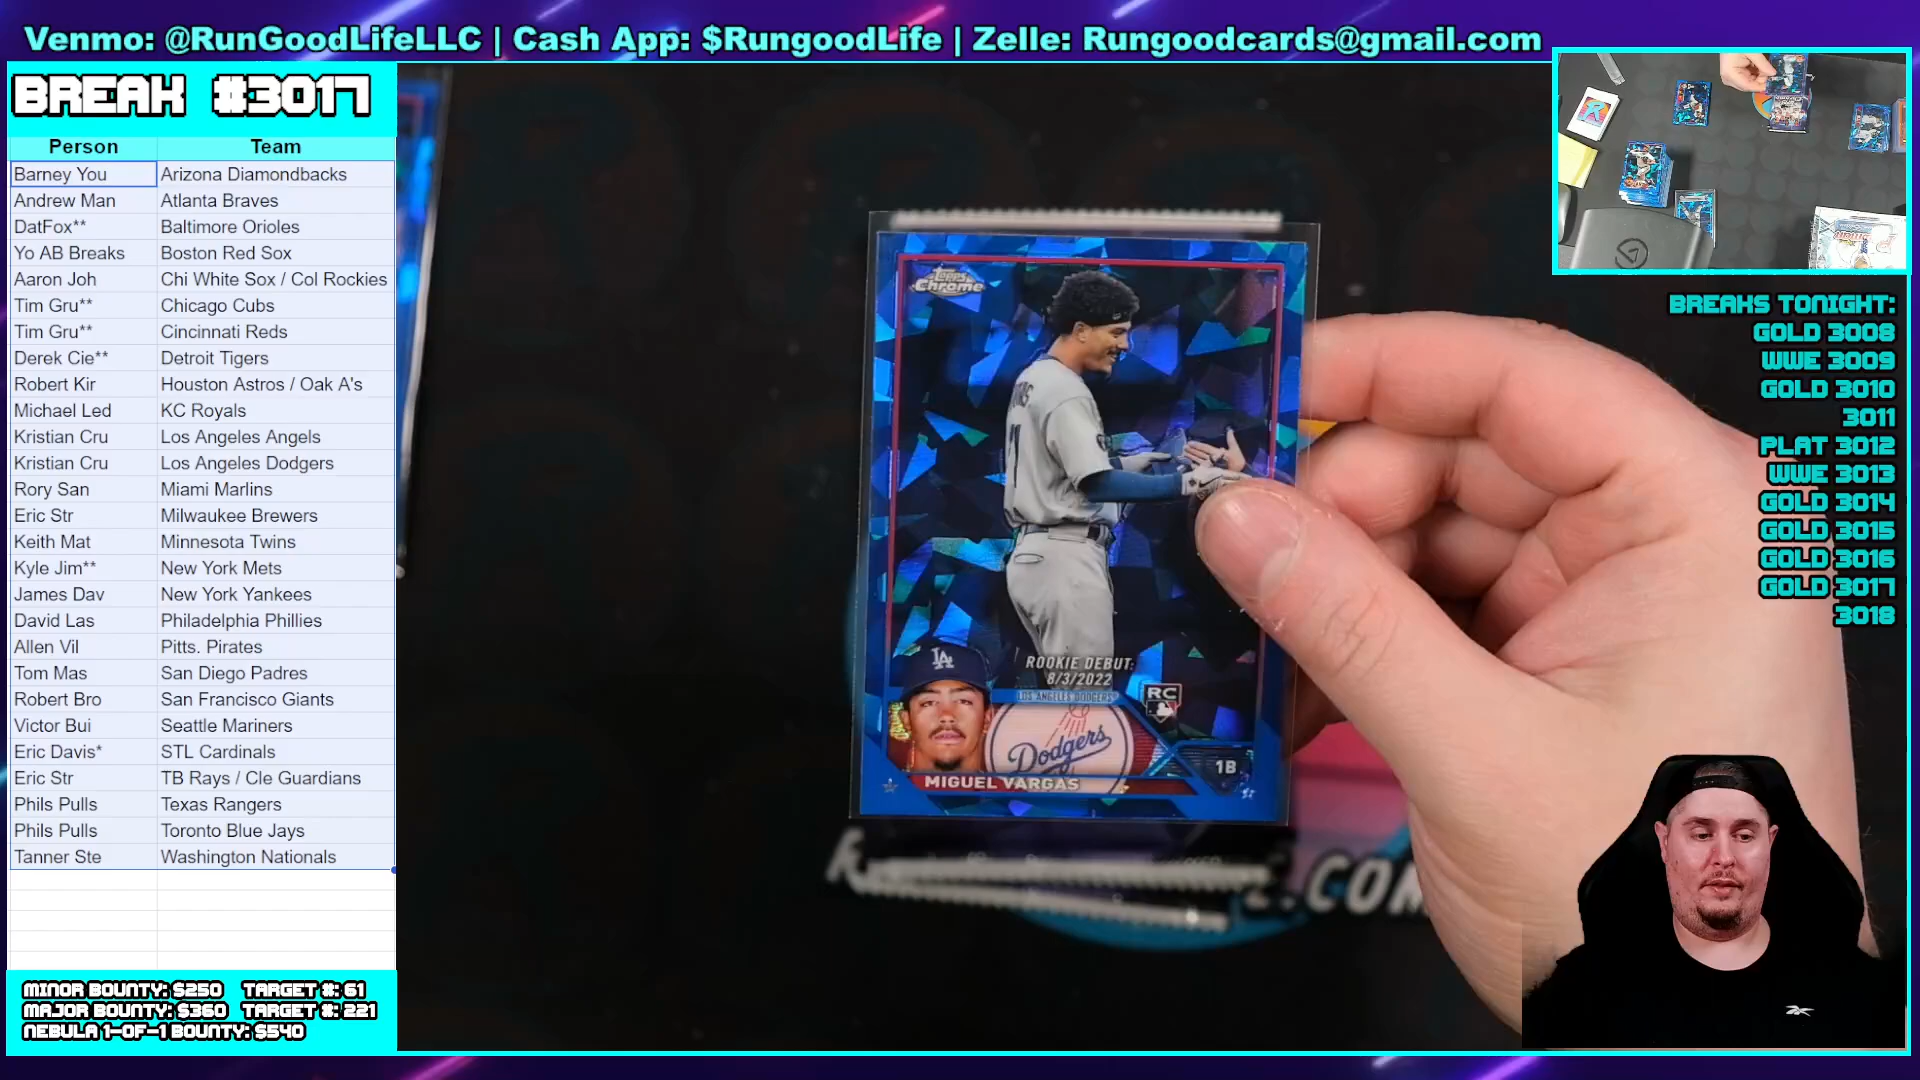 Venmo: @RunGoodLifeLLC | Cash App: $RungoodLife | Zelle: Rungoodcards@gmail.com
BREAK #3017
Person Team
Barney You Arizona Diamondbacks
Andrew Man Atlanta Braves
DatFox** Baltimore Orioles
Yo AB Breaks Boston Red Sox
Aaron Joh Chi White Sox / Col Rockies
Tim Gru** Chicago Cubs
Tim Gru** Cincinnati Reds
Derek Cie** Detroit Tigers
Robert Kir Houston Astros / Oak A's
Michael Led KC Royals
Kristian Cru Los Angeles Angels
Kristian Cru Los Angeles Dodgers
Rory San Miami Marlins
Eric Str Milwaukee Brewers
Keith Mat Minnesota Twins
Kyle Jim** New York Mets
James Dav New York Yankees
David Las Philadelphia Phillies
Allen Vil Pitts. Pirates
Tom Mas San Diego Padres
Robert Bro San Francisco Giants
Victor Bui Seattle Mariners
Eric Davis* STL Cardinals
Eric Str TB Rays / Cle Guardians
Phils Pulls Texas Rangers
Phils Pulls Toronto Blue Jays
Tanner Ste Washington Nationals
MINOR BOUNTY: $250 TARGET #: 61
MAJOR BOUNTY: $360 TARGET #: 221
NEBULA 1-OF-1 BOUNTY: $540
Topps
Chrome
ROOKIE DEBUT:
8/3/2022
LOS ANGELES DODGERS
RC
LA
Dodgers
1B
MIGUEL VARGAS
E.COM
BREAKS TONIGHT:
GOLD 3008
WWE 3009
GOLD 3010
3011
PLAT 3012
WWE 3013
GOLD 3014
GOLD 3015
GOLD 3016
GOLD 3017
3018